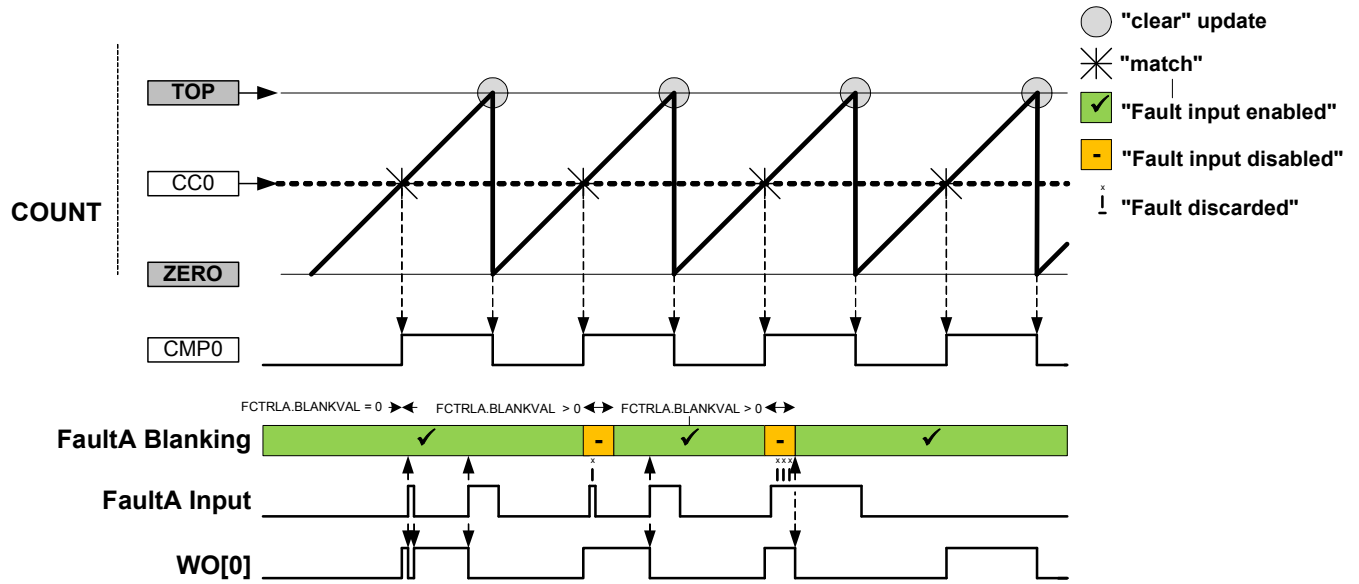 "clear" update
"match"
TOP
"Fault input enabled"
✓
"Fault input disabled"
-
CC0
x
"Fault discarded"
COUNT
ZERO
CMP0
FCTRLA.BLANKVAL = 0
FCTRLA.BLANKVAL > 0
FCTRLA.BLANKVAL > 0
FaultA Blanking
✓ - ✓ - ✓
x
xxx
FaultA Input
WO[0]